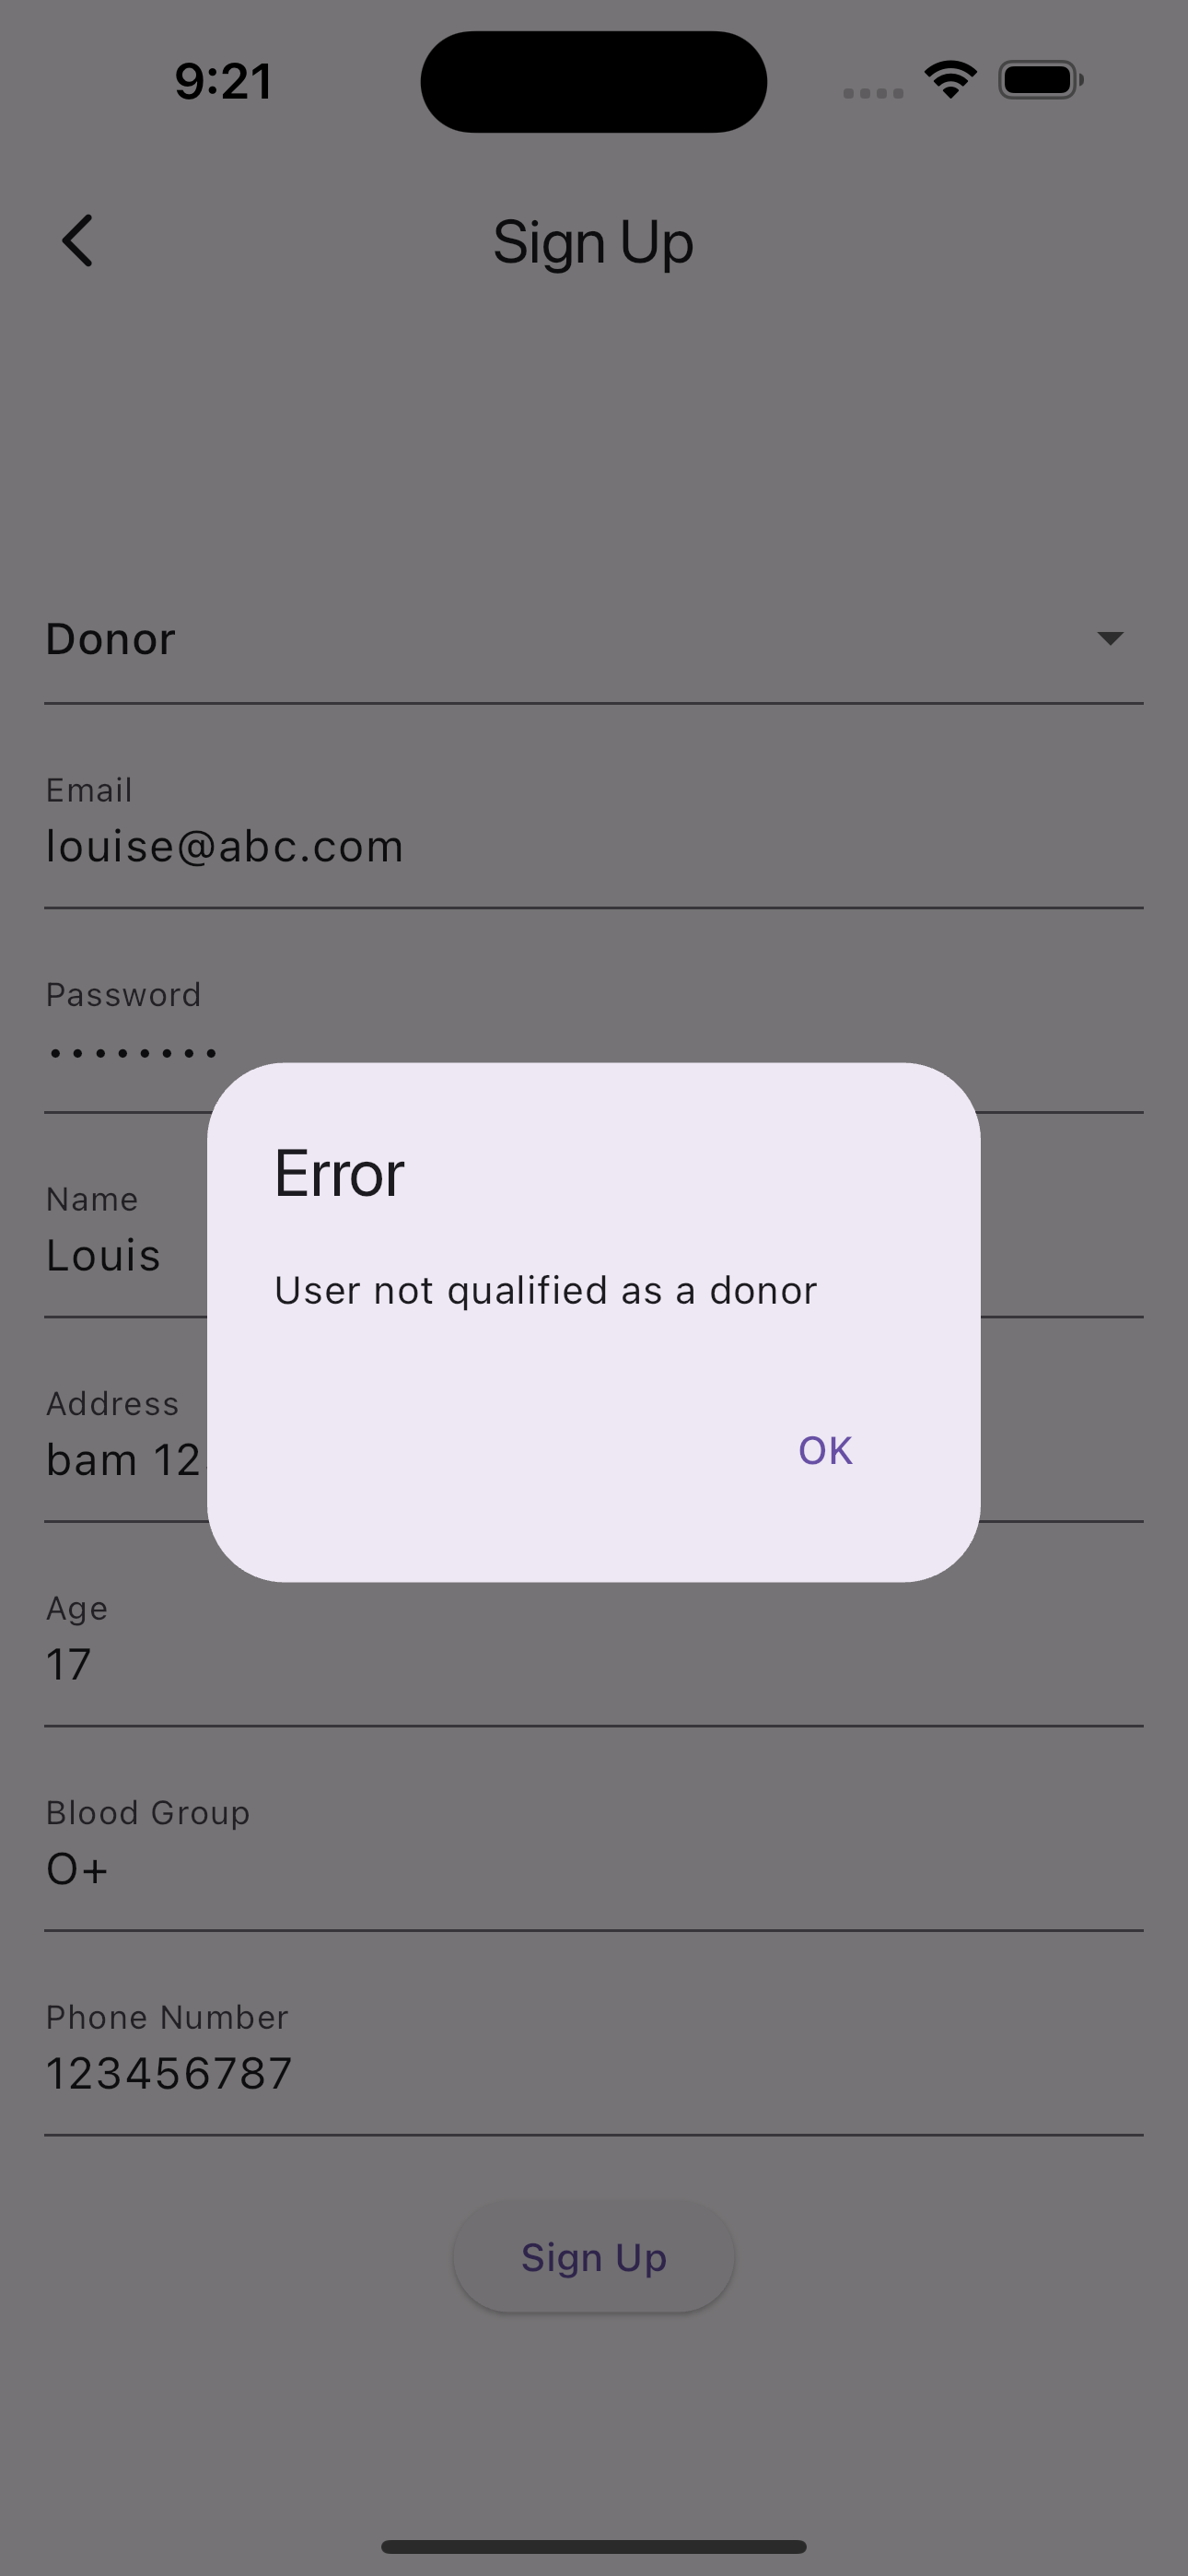 9:21
Sign Up
Donor
Email
louise@abc.com
Password
Name
Louis
Address
bam 12
Error
User not qualified as a donor
OK
Age
17
Blood Group
O+
Phone Number
123456787
Sign Up